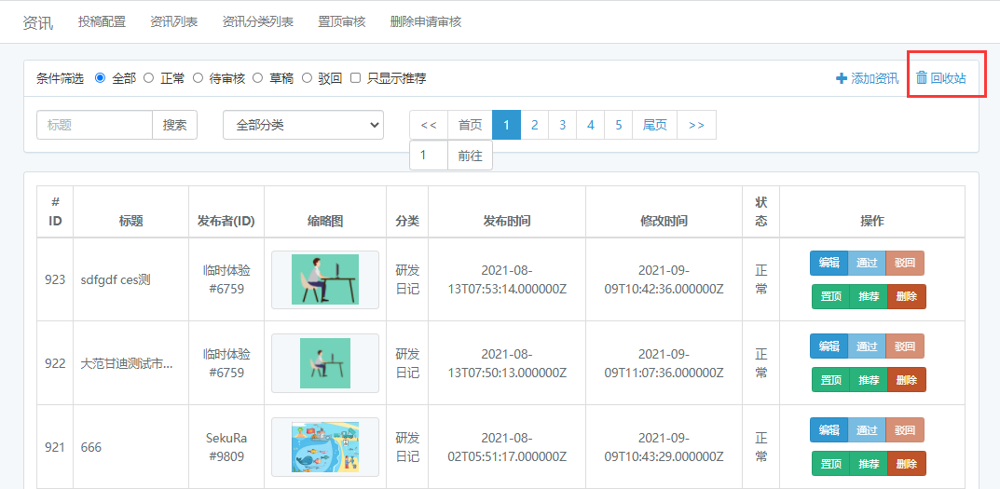 资讯 投稿配置 资讯列表 资讯分类列表 置顶审核 删除申请审核
条件筛选 全部 正常 待审核 草稿 驳回 只显示推荐 添加资讯 回收站
标题 搜索 全部分类 << 首页 1 2 3 4 5 尾页 >>
1 前往
# ID 标题 发布者(ID) 缩略图 分类 发布时间 修改时间 状态 操作
923 sdfgdf ces测 临时体验 #6759 研发日记 2021-08-13T07:53:14.000000Z 2021-09-09T10:42:36.000000Z 正常 编辑 通过 驳回
置顶 推荐 删除
922 大范甘迪测试市... 临时体验 #6759 研发日记 2021-08-13T07:50:13.000000Z 2021-09-09T11:07:36.000000Z 正常 编辑 通过 驳回
置顶 推荐 删除
921 666 SekuRa #9809 研发日记 2021-08-02T05:51:17.000000Z 2021-09-09T10:43:29.000000Z 正常 编辑 通过 驳回
置顶 推荐 删除